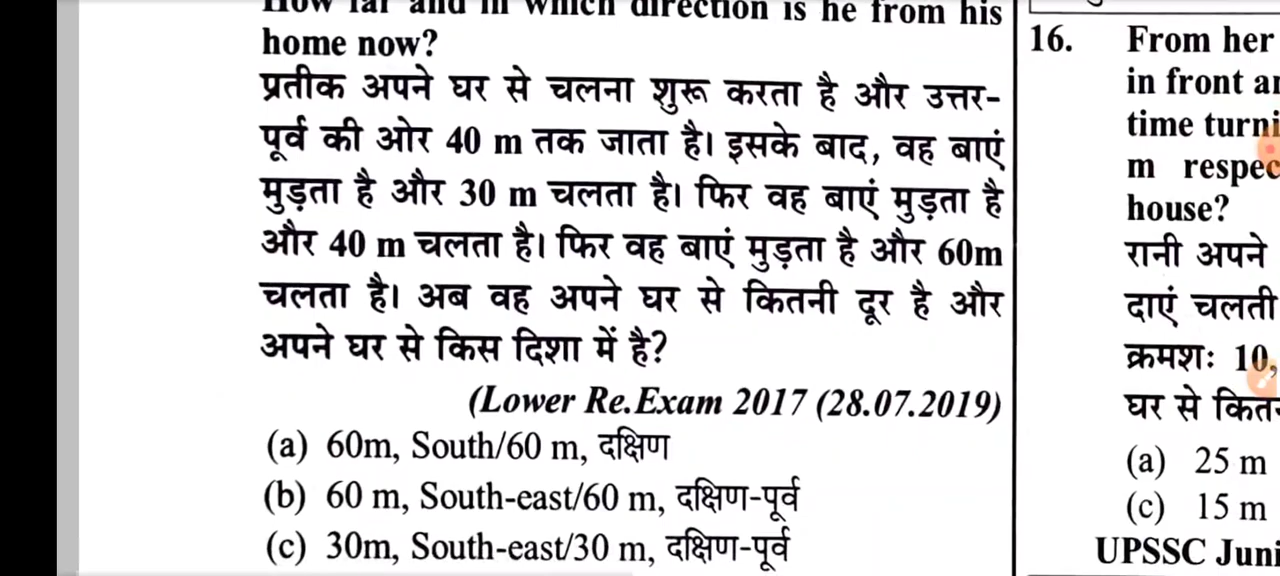 How far and in which direction is he from his
home now?
प्रतीक अपने घर से चलना शुरू करता है और उत्तर-
पूर्व की ओर 40 m तक जाता है। इसके बाद, वह बाएं
मुड़ता है और 30 m चलता है। फिर वह बाएं मुड़ता है
और 40 m चलता है। फिर वह बाएं मुड़ता है और 60m
चलता है। अब वह अपने घर से कितनी दूर है और
अपने घर से किस दिशा में है?
(Lower Re.Exam 2017 (28.07.2019)
(a) 60m, South/60 m, दक्षिण
(b) 60 m, South-east/60 m, दक्षिण-पूर्व
(c) 30m, South-east/30 m, दक्षिण-पूर्व
16. From her
in front
time
m
house?
रानी अपने
दाएं चलती
क्रमशः 10,
घर से
(a) 25 m
(c) 15 m
UPSSC